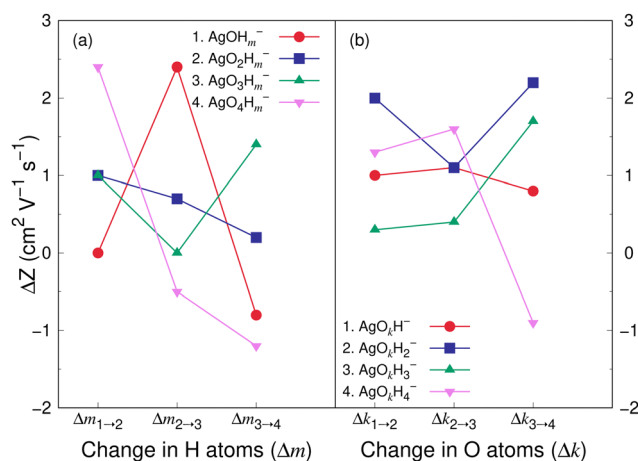 (a)
1. AgOHₘ⁻
2. AgO₂Hₘ⁻
3. AgO₃Hₘ⁻
4. AgO₄Hₘ⁻
(b)
1. AgOₖH⁻
2. AgOₖH₂⁻
3. AgOₖH₃⁻
4. AgOₖH₄⁻
ΔZ (cm² V⁻¹ s⁻¹)
3
2
1
0
−1
−2
3
2
1
0
−1
−2
Δm₁→₂ Δm₂→₃ Δm₃→₄
Δk₁→₂ Δk₂→₃ Δk₃→₄
Change in H atoms (Δm)
Change in O atoms (Δk)